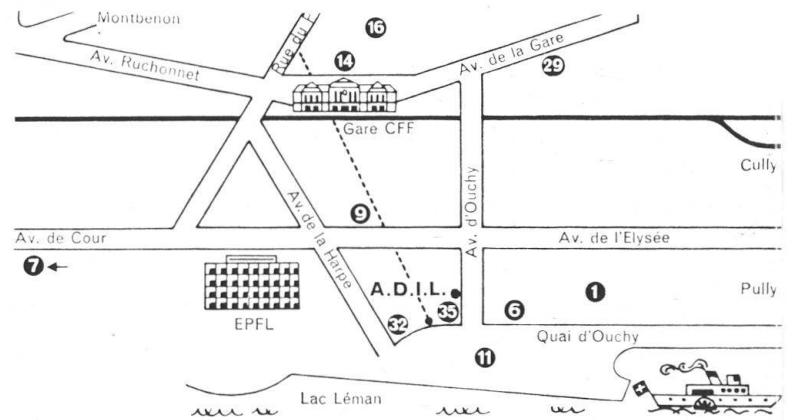 Montbenon
Rue du F
16
Av. Ruchonnet
14
Av. de la Gare
29
Gare CFF
Cully
Av. d'Ouchy
Av. de la Harpe
9
Av. de Cour
Av. de l'Elysée
7
A.D.I.L.
1
Pully
32
35
6
EPFL
Quai d'Ouchy
11
Lac Léman